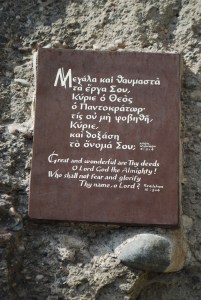 Μεγάλα καὶ θαυμαστὰ
τὰ ἔργα Σου,
Κύριε ὁ Θεὸς
ὁ Παντοκράτωρ·
τίς οὐ μὴ φοβηθῇ,
Κύριε,
καὶ δοξάσῃ
τὸ ὄνομά Σου;
Great and wonderful are Thy deeds
O Lord God the Almighty!
Who shall not fear and glorify
Thy name, o Lord?